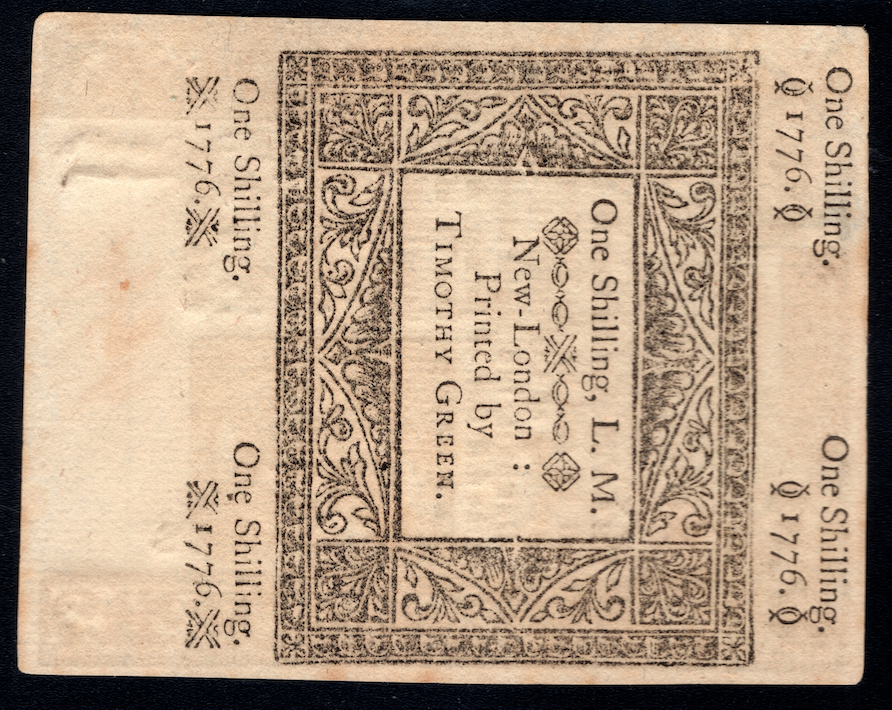 One Shilling.
1776.
One Shilling.
1776.
One Shilling, L. M.
New-London :
Printed by
TIMOTHY GREEN.
One Shilling.
1776.
One Shilling.
1776.